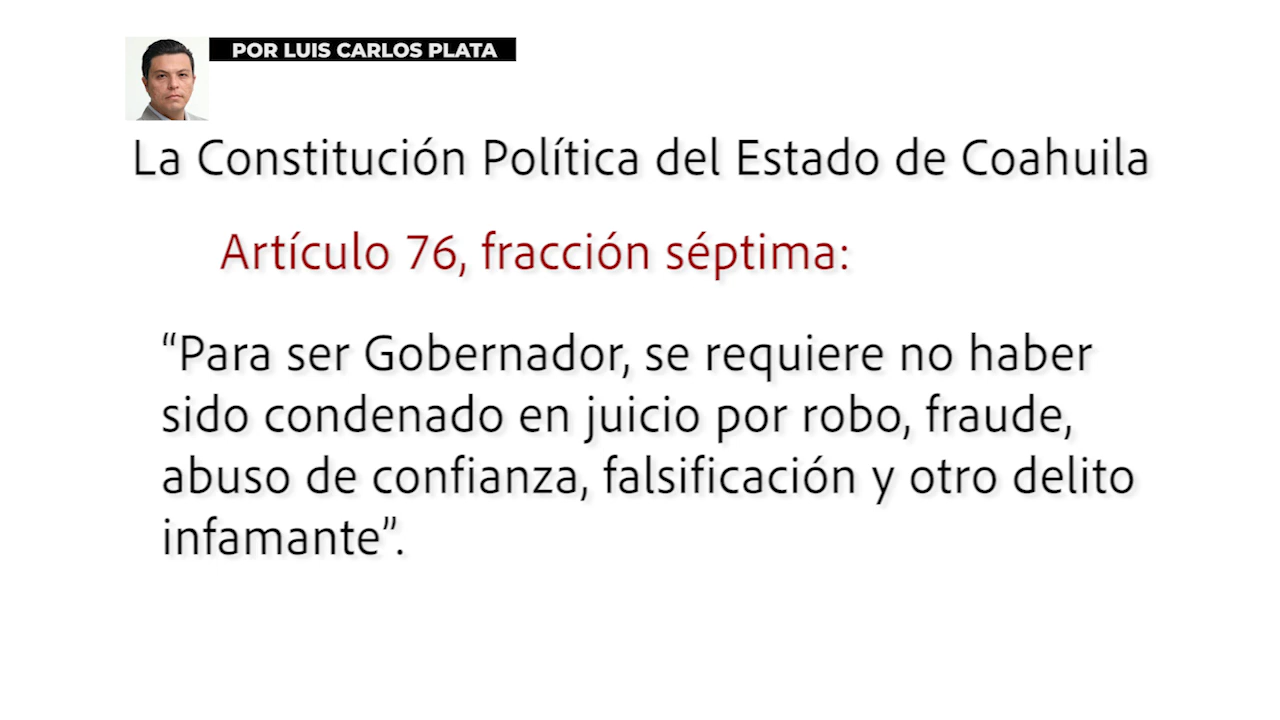 POR LUIS CARLOS PLATA
La Constitución Política del Estado de Coahuila
Artículo 76, fracción séptima:
“Para ser Gobernador, se requiere no haber
sido condenado en juicio por robo, fraude,
abuso de confianza, falsificación y otro delito
infamante”.